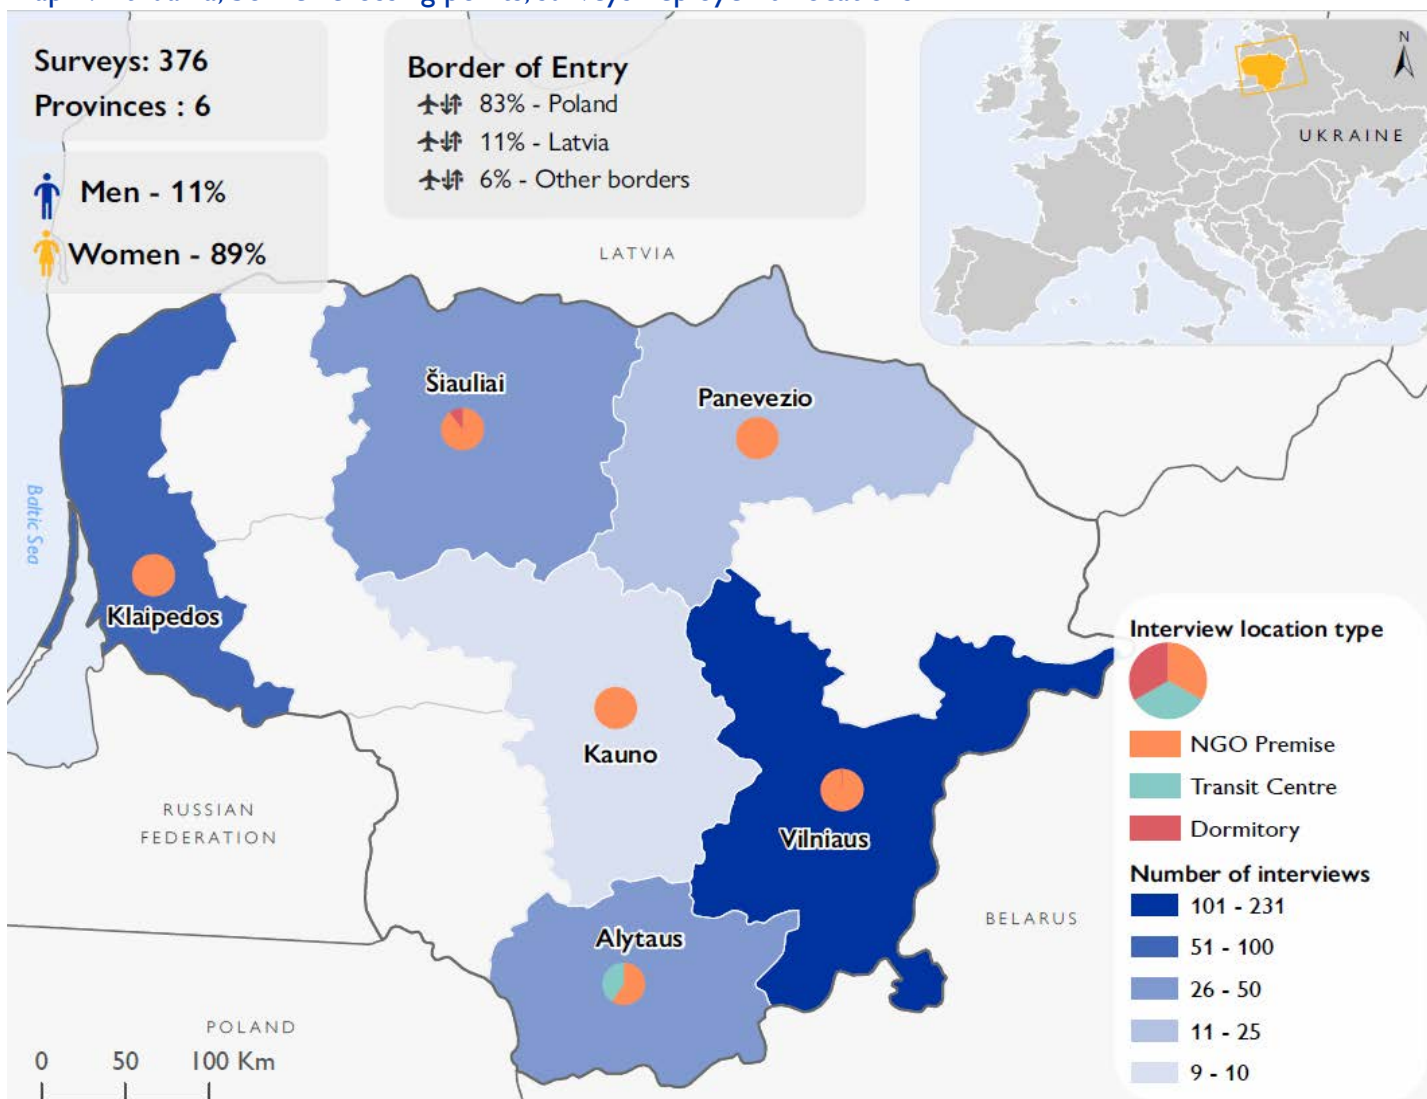 Surveys: 376
Provinces : 6
Men - 11%
Women - 89%
Border of Entry
83% - Poland
11% - Latvia
6% - Other borders
N
UKRAINE
LATVIA
Šiauliai
Panevezio
Baltic Sea
Klaipedos
Kauno
Vilniaus
Alytaus
RUSSIAN
FEDERATION
BELARUS
POLAND
0 50 100 Km
Interview location type
NGO Premise
Transit Centre
Dormitory
Number of interviews
101 - 231
51 - 100
26 - 50
11 - 25
9 - 10